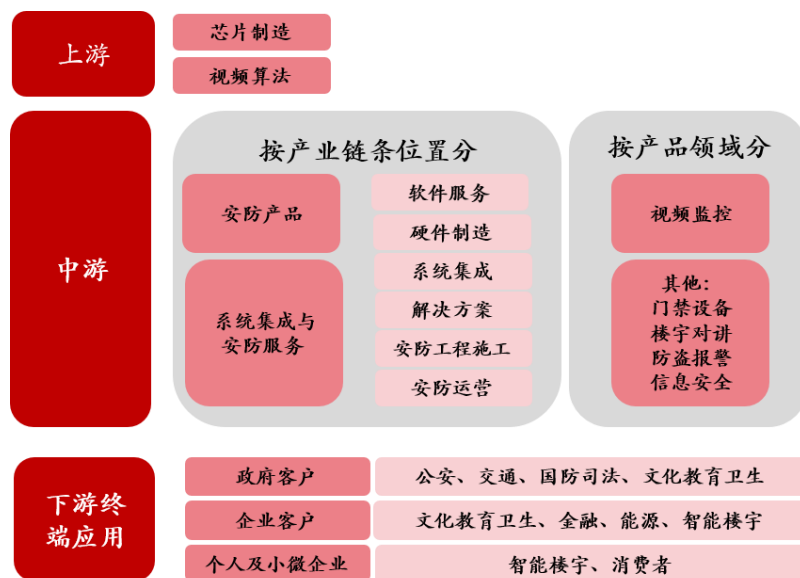 上游
芯片制造
视频算法
中游
按产业链条位置分
安防产品
系统集成与
安防服务
软件服务
硬件制造
系统集成
解决方案
安防工程施工
安防运营
按产品领域分
视频监控
其他：
门禁设备
楼宇对讲
防盗报警
信息安全
下游终
端应用
政府客户
公安、交通、国防司法、文化教育卫生
企业客户
文化教育卫生、金融、能源、智能楼宇
个人及小微企业
智能楼宇、消费者